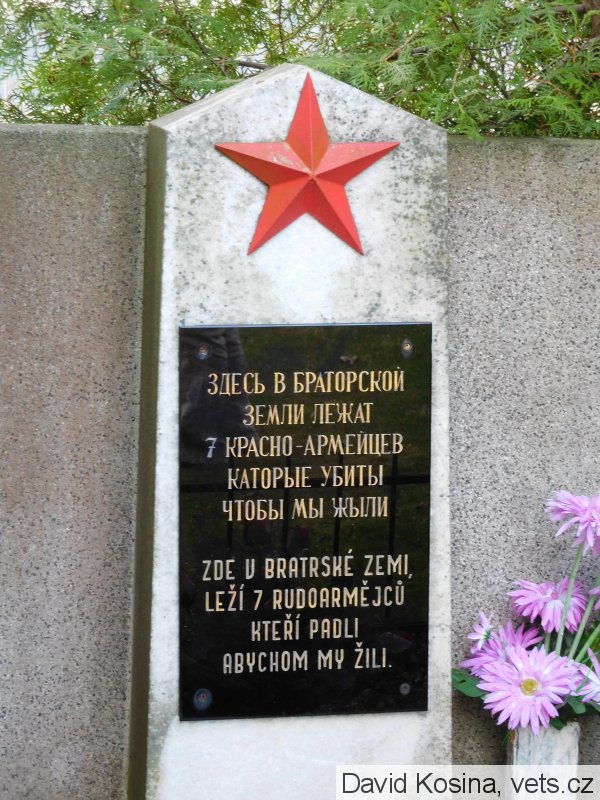 ЗДЕСЬ В БРАТОРСКОЙ
ЗЕМЛИ ЛЕЖАТ
7 КРАСНО-АРМЕЙЦЕВ
КАТОРЫЕ УБИТЫ
ЧТОБЫ МЫ ЖЫЛИ
ZDE V BRATRSKÉ ZEMI,
LEŽÍ 7 RUDOARMĚJCŮ
KTEŘÍ PADLI
ABYCHOM MY ŽILI.
David Kosina, vets.cz